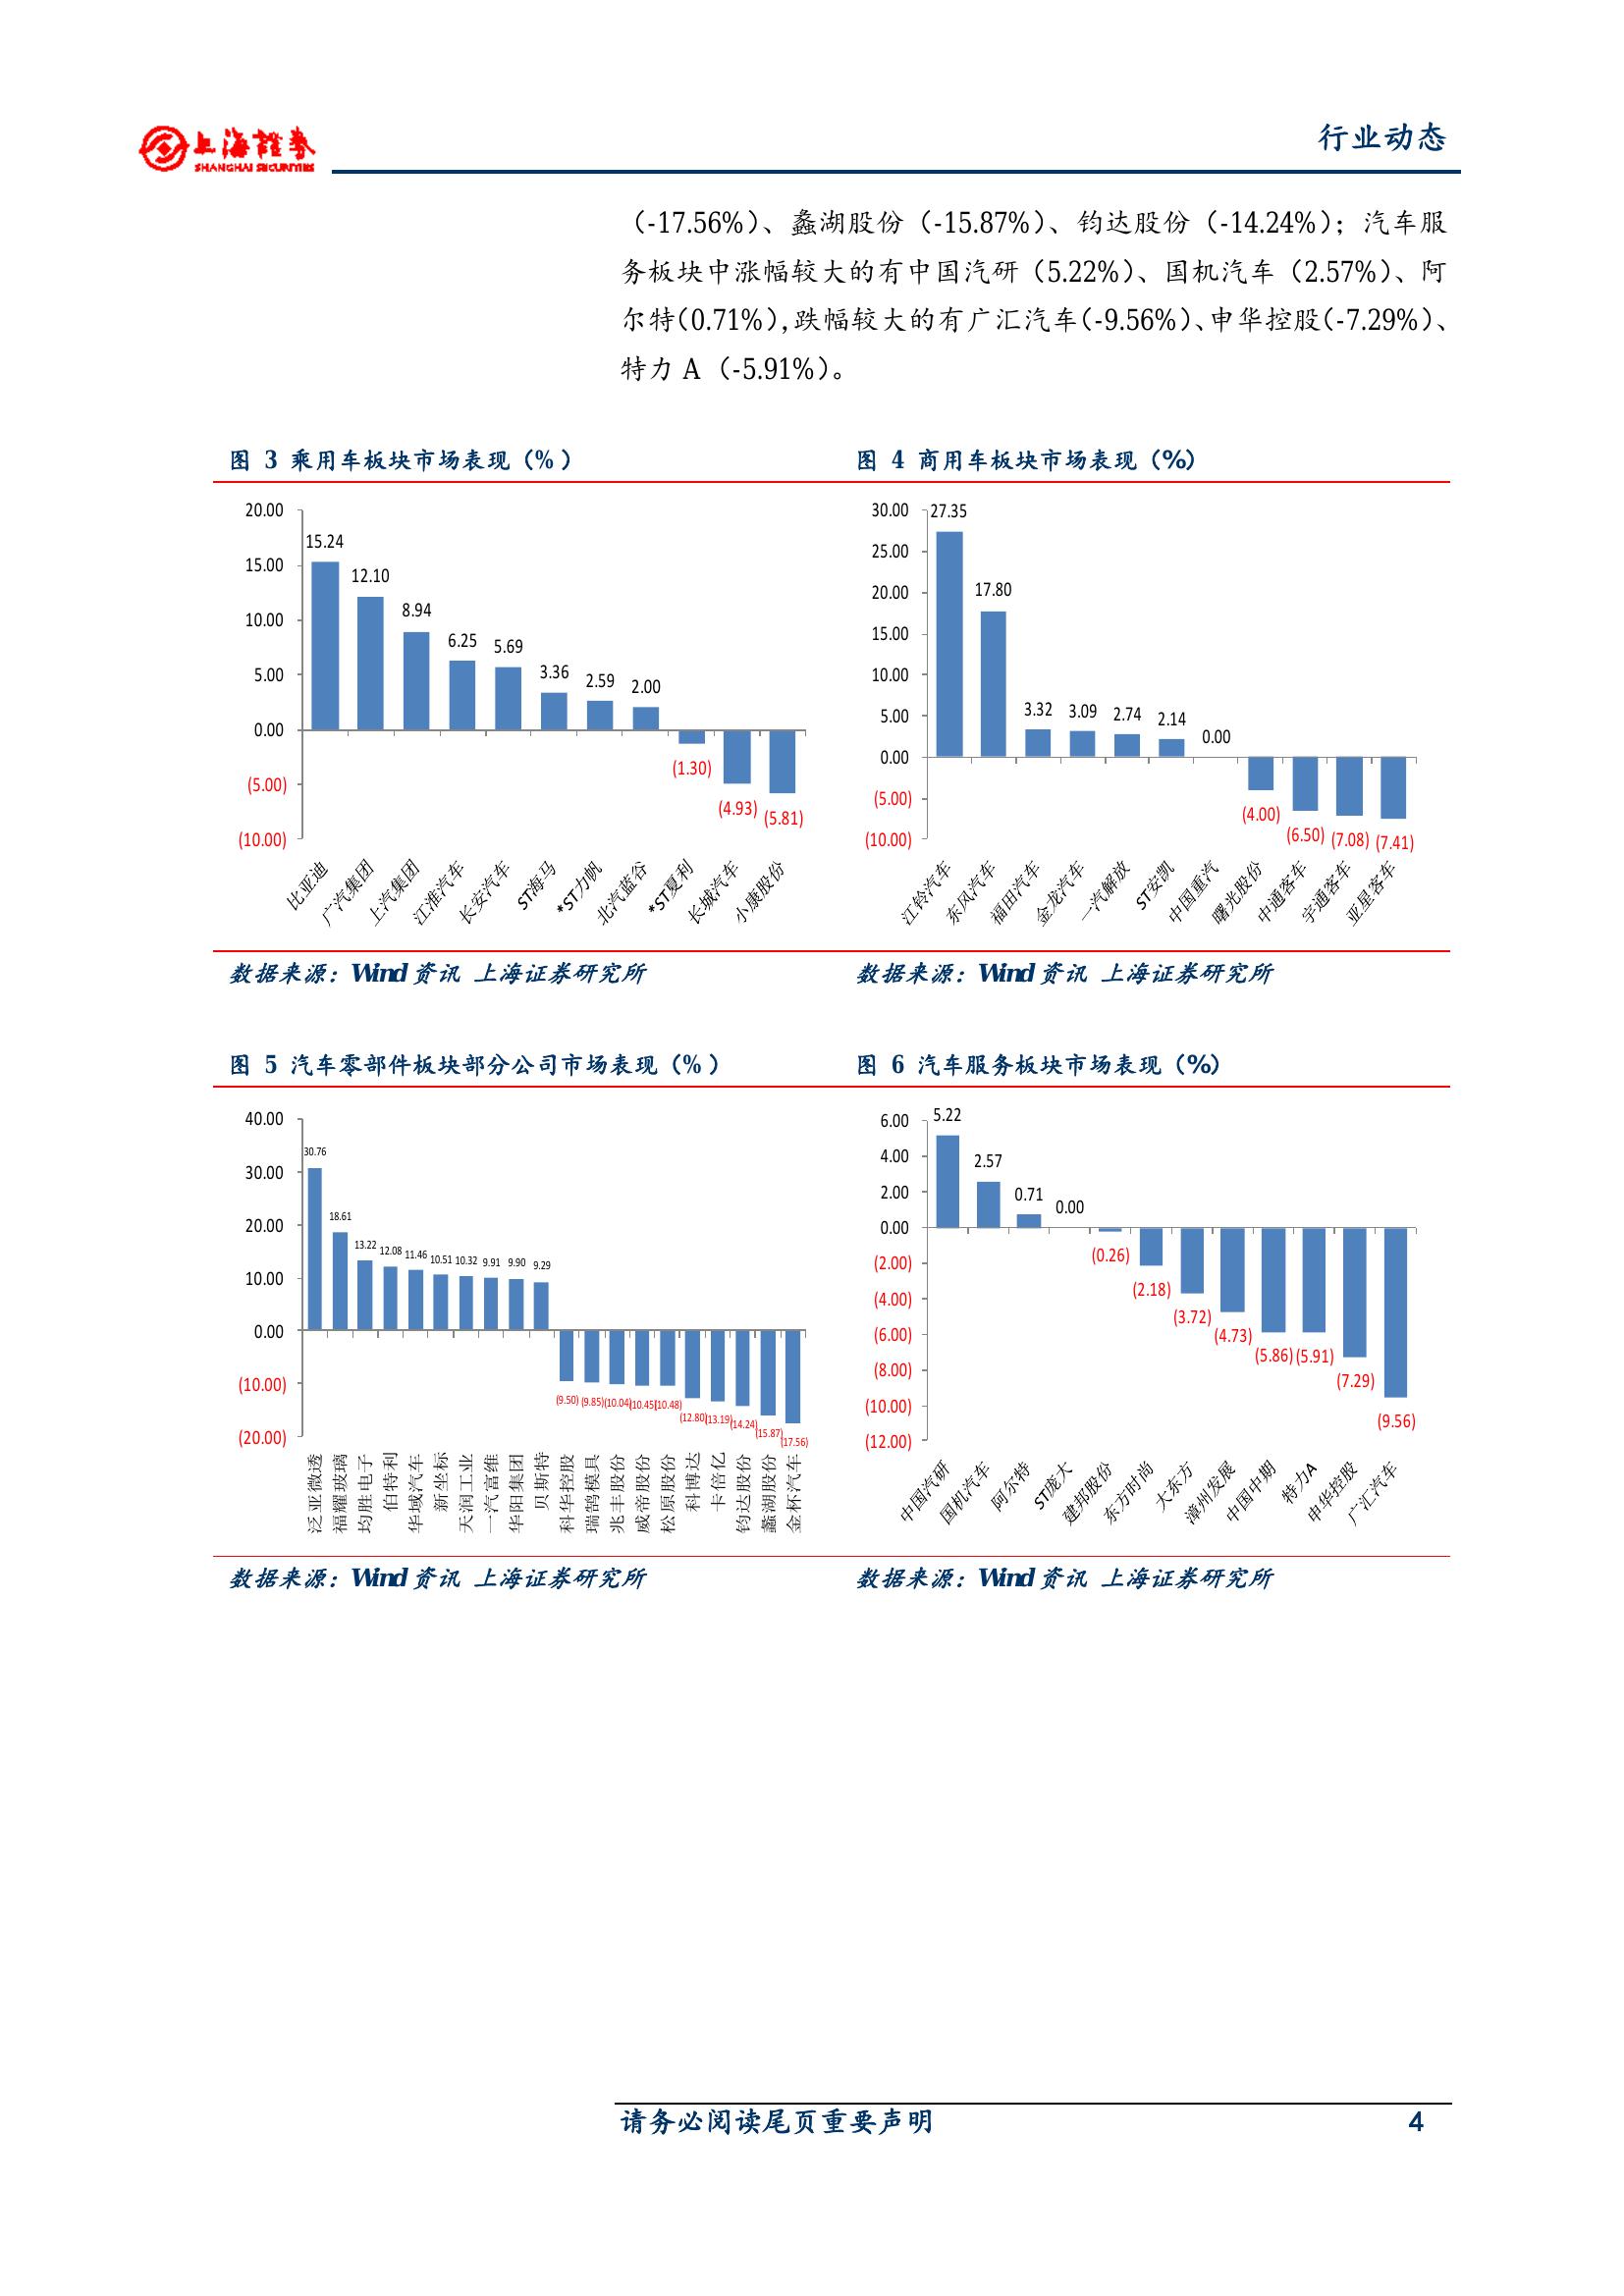 上海證券
SHANGHAI SECURITIES
行业动态
（-17.56%）、蠡湖股份（-15.87%）、钧达股份（-14.24%）；汽车服
务板块中涨幅较大的有中国汽研（5.22%）、国机汽车（2.57%）、阿
尔特(0.71%),跌幅较大的有广汇汽车(-9.56%)、申华控股(-7.29%)、
特力 A（-5.91%）。
图 3 乘用车板块市场表现（%）
20.00
15.00
10.00
5.00
0.00
(5.00)
(10.00)
15.24
12.10
8.94
6.25
5.69
3.36
2.59
2.00
(1.30)
(4.93)
(5.81)
比亚迪
广汽集团
上汽集团
江淮汽车
长安汽车
ST海马
*ST力帆
北汽蓝谷
*ST夏利
长城汽车
小康股份
数据来源：Wind 资讯 上海证券研究所
图 4 商用车板块市场表现（%）
30.00
25.00
20.00
15.00
10.00
5.00
0.00
(5.00)
(10.00)
27.35
17.80
3.32
3.09
2.74
2.14
0.00
(4.00)
(6.50)
(7.08)
(7.41)
江铃汽车
东风汽车
福田汽车
金龙汽车
一汽解放
ST安凯
中国重汽
曙光股份
中通客车
宇通客车
亚星客车
数据来源：Wind 资讯 上海证券研究所
图 5 汽车零部件板块部分公司市场表现（%）
40.00
30.00
20.00
10.00
0.00
(10.00)
(20.00)
30.76
18.61
13.22
12.08
11.46
10.51
10.32
9.91
9.90
9.29
(9.50)
(9.85)
(10.04)
(10.45)
(10.48)
(12.80)
(13.19)
(14.24)
(15.87)
(17.56)
泛亚微透
福耀玻璃
均胜电子
伯特利
华域汽车
新坐标
天润工业
一汽富维
华阳集团
贝斯特
科华控股
瑞鹄模具
兆丰股份
威帝股份
松原股份
科博达
卡倍亿
钧达股份
蠡湖股份
金杯汽车
数据来源：Wind 资讯 上海证券研究所
图 6 汽车服务板块市场表现（%）
6.00
4.00
2.00
0.00
(2.00)
(4.00)
(6.00)
(8.00)
(10.00)
(12.00)
5.22
2.57
0.71
0.00
(0.26)
(2.18)
(3.72)
(4.73)
(5.86)
(5.91)
(7.29)
(9.56)
中国汽研
国机汽车
阿尔特
ST庞大
建邦股份
东方时尚
大东方
漳州发展
中国中期
特力A
申华控股
广汇汽车
数据来源：Wind 资讯 上海证券研究所
请务必阅读尾页重要声明
4